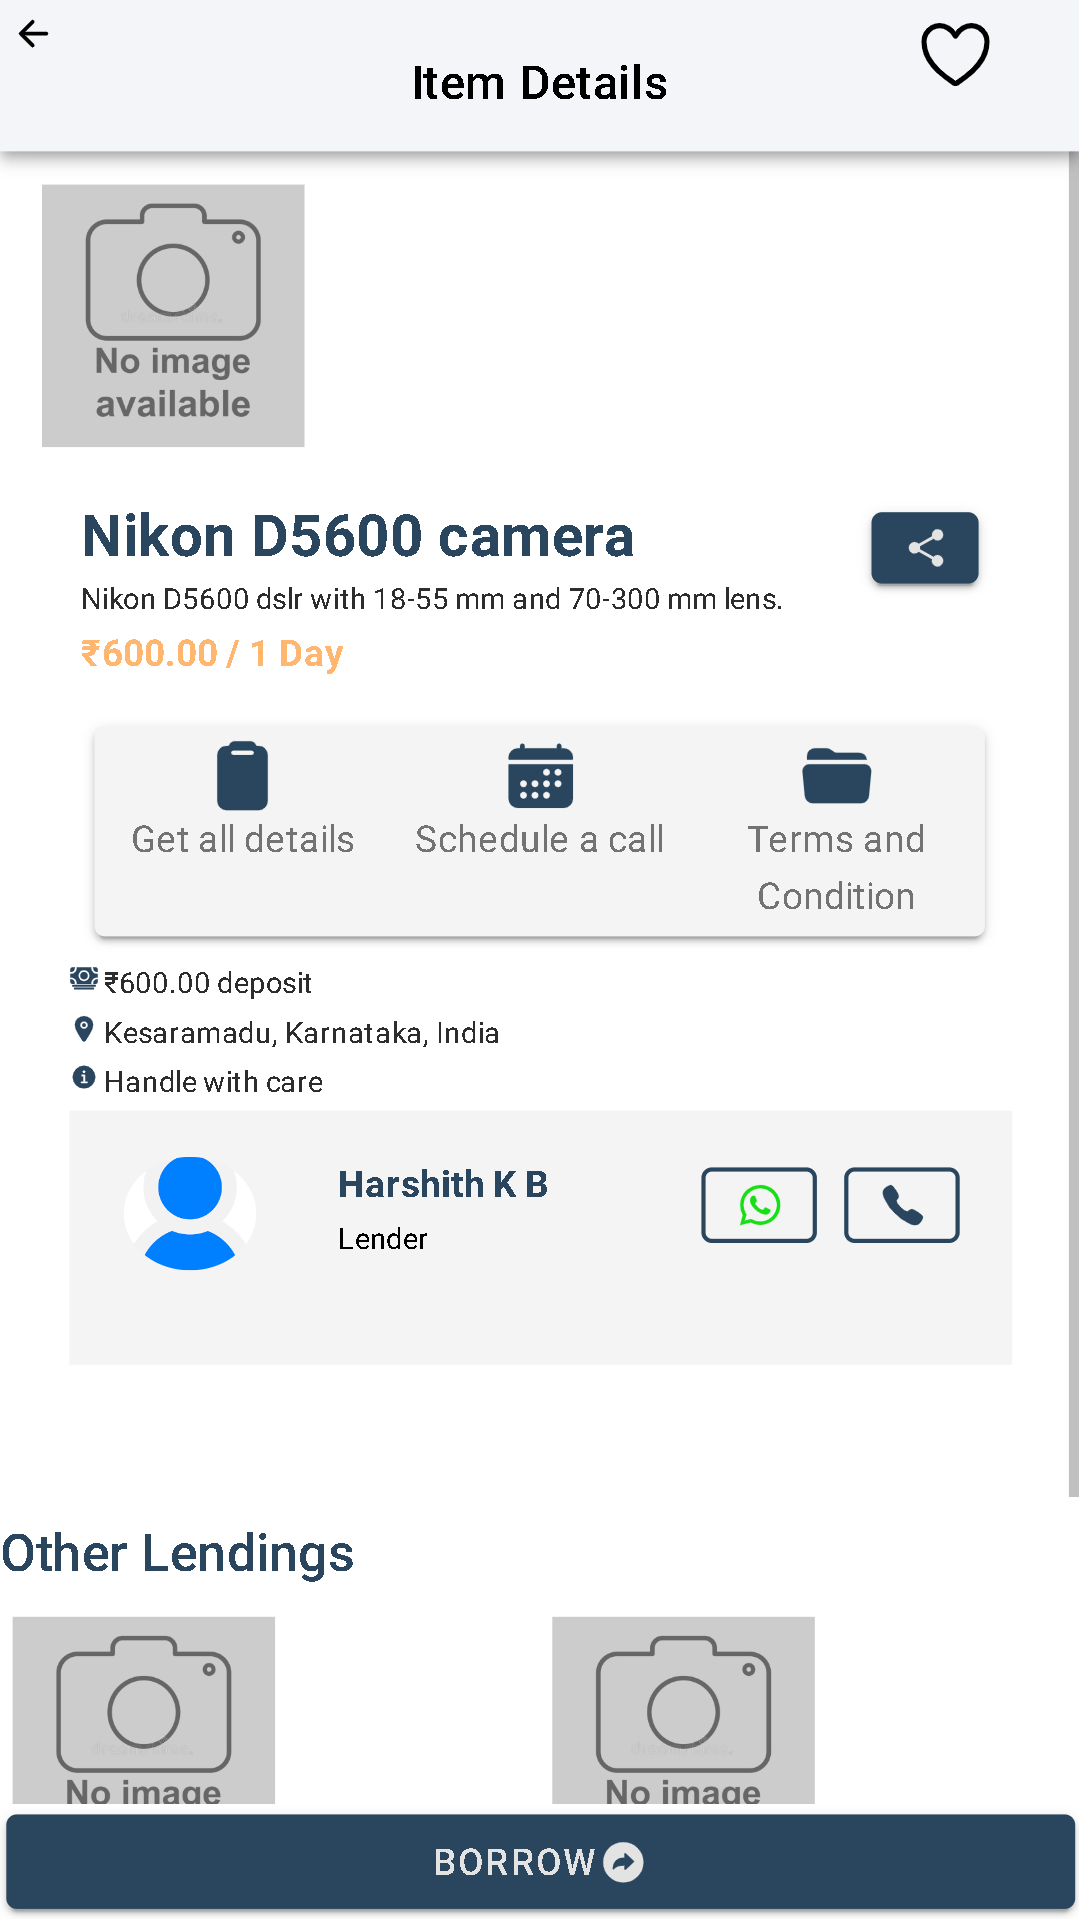 Item Details
No image
available
Nikon D5600 camera
Nikon D5600 dslr with 18-55 mm and 70-300 mm lens.
₹600.00 / 1 Day
Get all details
Schedule a call
Terms and
Condition
₹600.00 deposit
Kesaramadu, Karnataka, India
Handle with care
Harshith K B
Lender
Other Lendings
No image
No image
BORROW